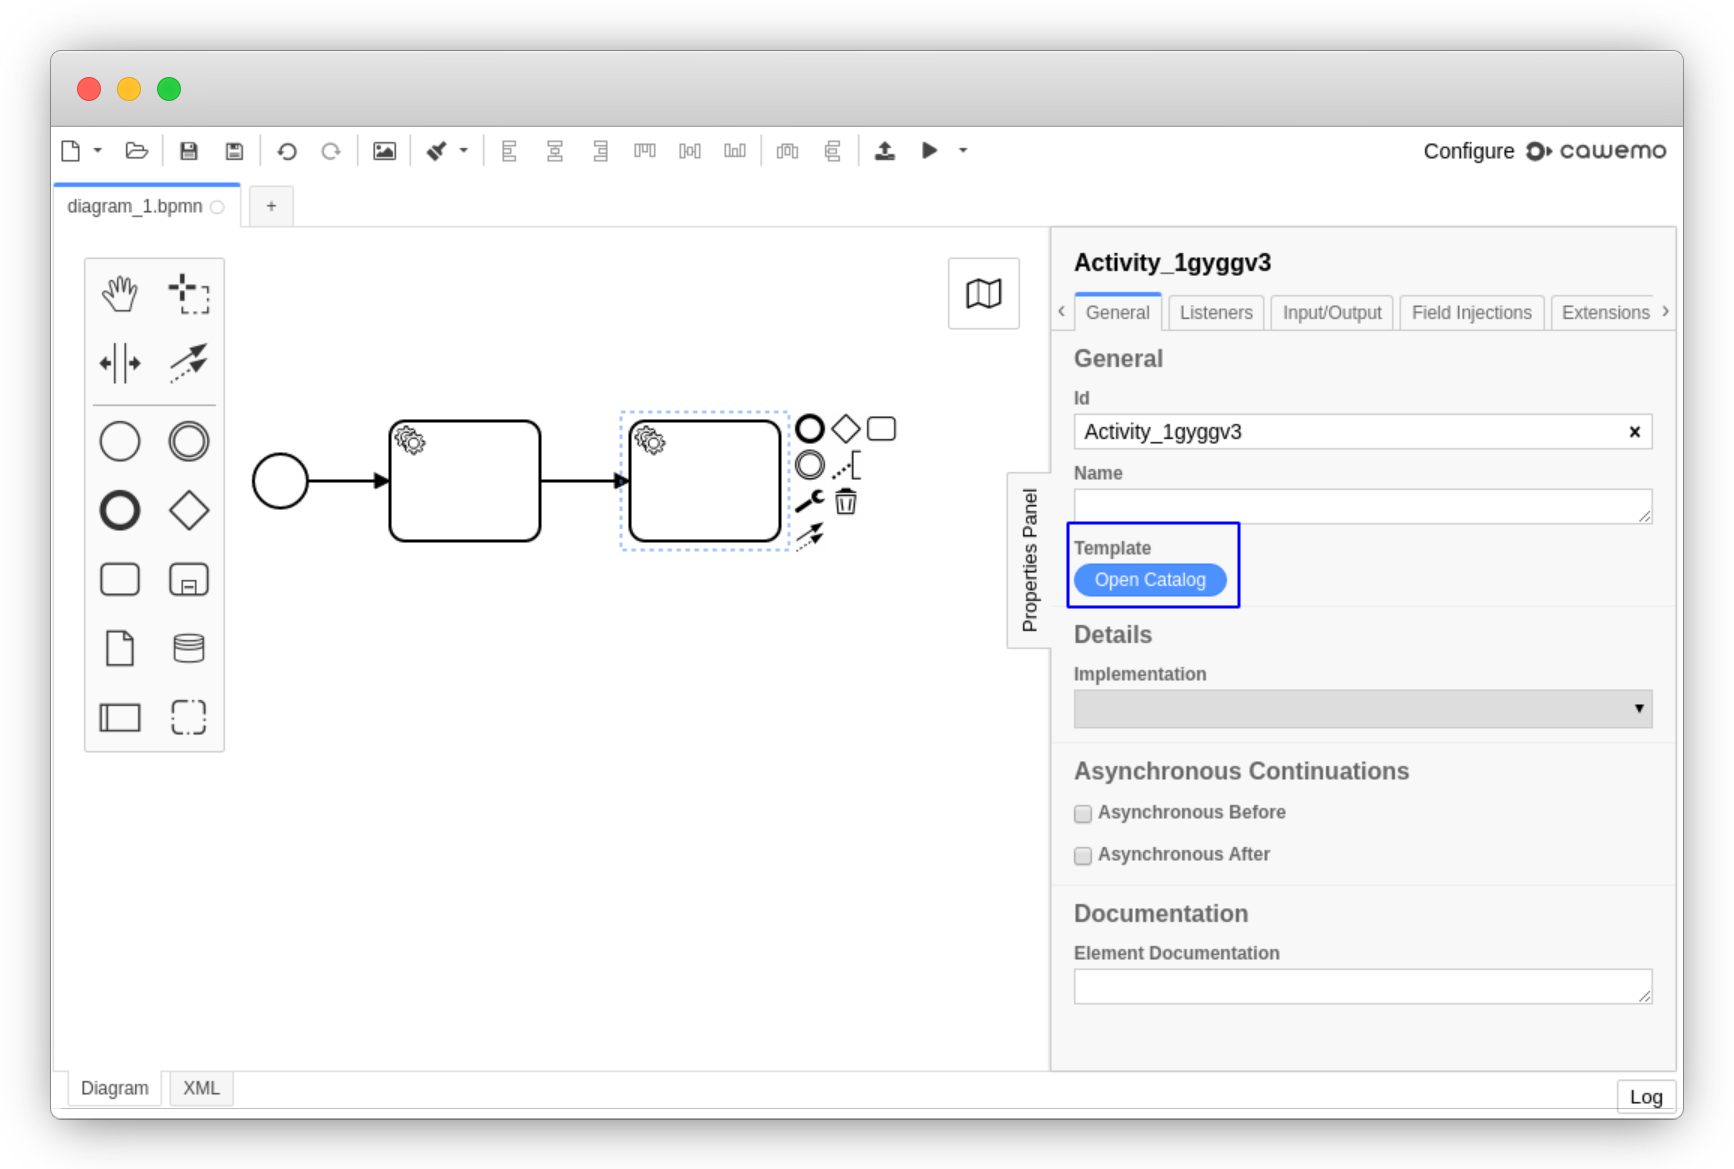 Configure cawemo
diagram_1.bpmn
+
Activity_1gyggv3
General Listeners Input/Output Field Injections Extensions
General
Id
Activity_1gyggv3
Name
Template
Open Catalog
Properties Panel
Details
Implementation
Asynchronous Continuations
Asynchronous Before
Asynchronous After
Documentation
Element Documentation
Diagram XML
Log